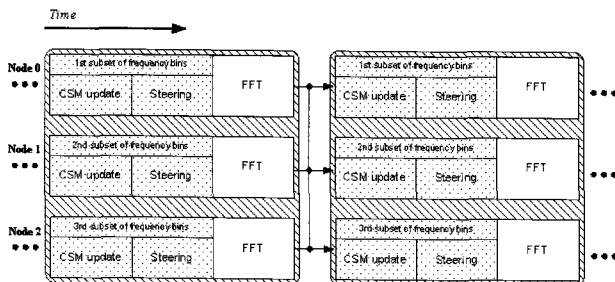 Time
Node 0
1st subset of frequency bins
CSM update Steering FFT
1st subset of frequency bins
CSM update Steering FFT
Node 1
2nd subset of frequency bins
CSM update Steering FFT
2nd subset of frequency bins
CSM update Steering FFT
Node 2
3rd subset of frequency bins
CSM update Steering FFT
3rd subset of frequency bins
CSM update Steering FFT